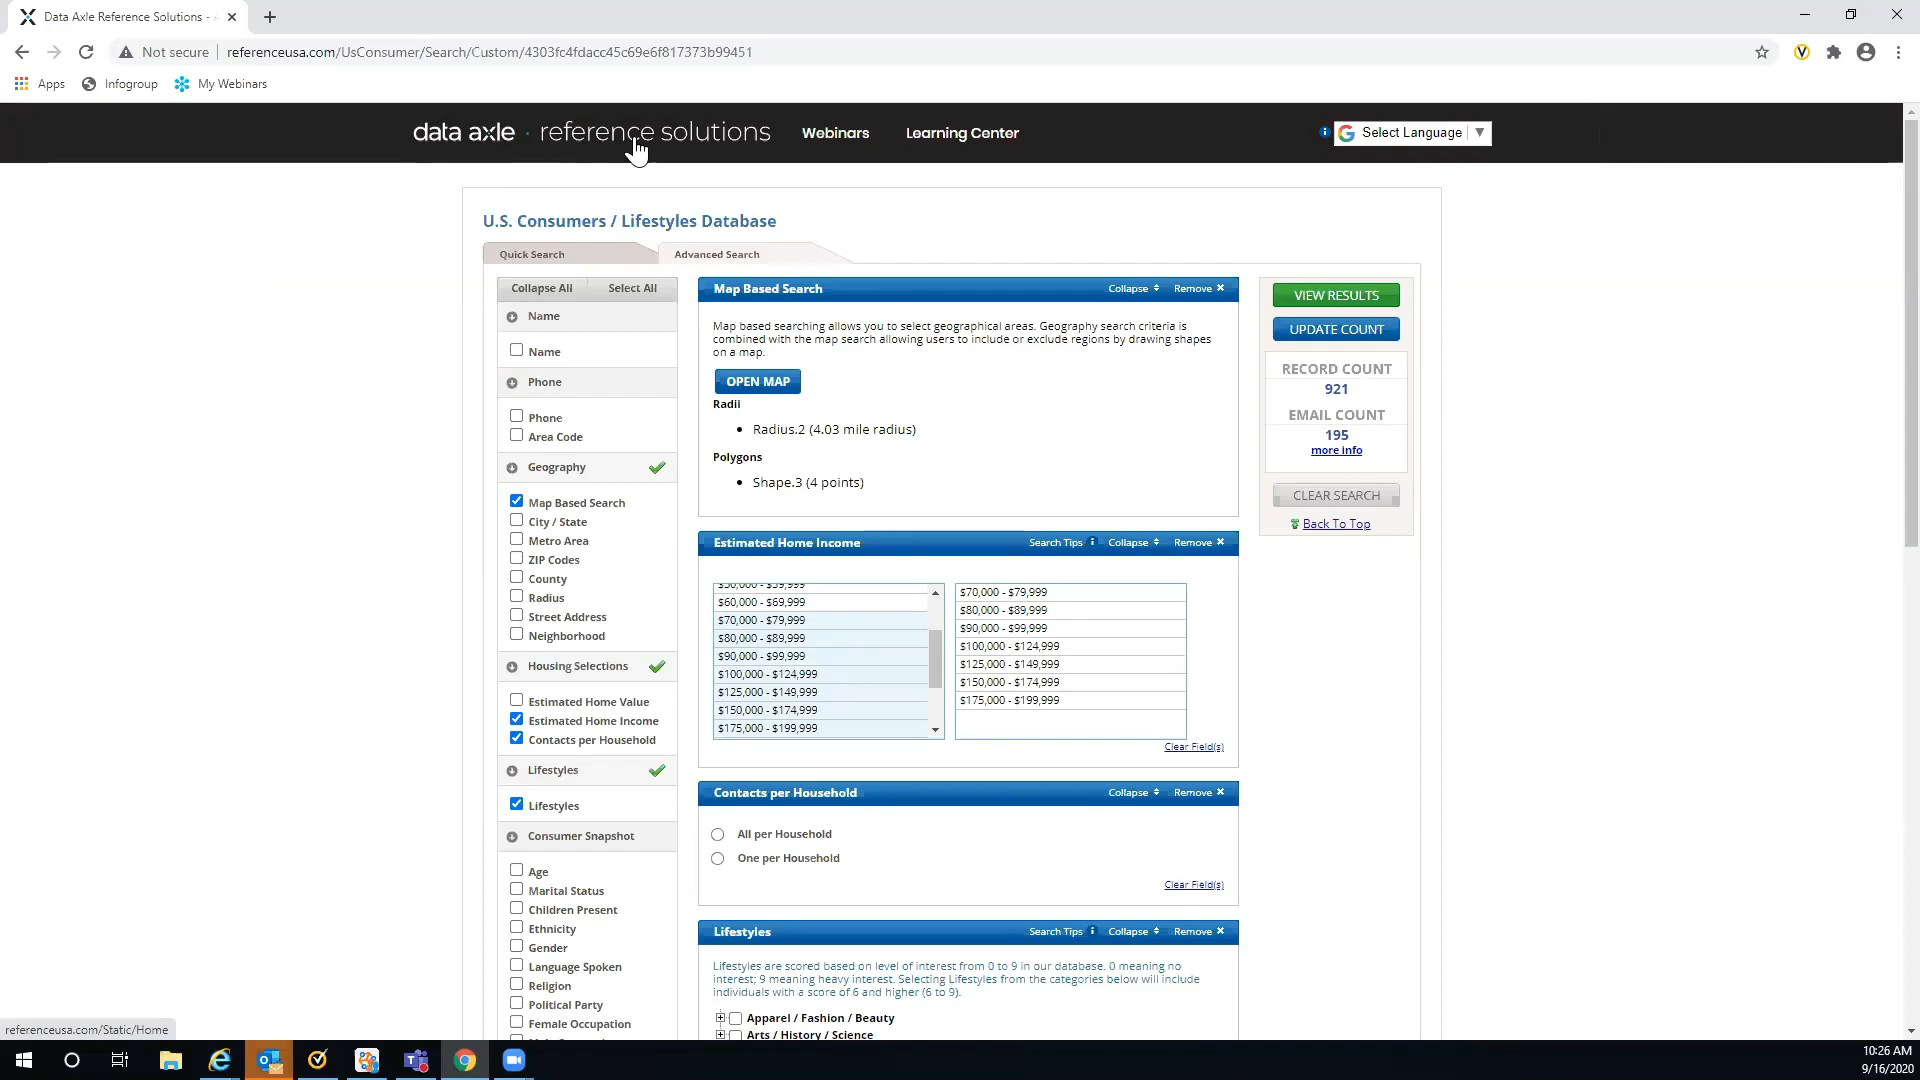 Data Axle Reference Solutions -
Not secure
referenceusa.com/UsConsumer/Search/Custom/4303fc4fdacc45c69e6f817373b99451
Apps
Infogroup
My Webinars
data axle · reference solutions
Webinars
Learning Center
Select Language
U.S. Consumers / Lifestyles Database
Quick Search
Advanced Search
Collapse All
Select All
Name
Name
Phone
Phone
Area Code
Geography
Map Based Search
City / State
Metro Area
ZIP Codes
County
Radius
Street Address
Neighborhood
Housing Selections
Estimated Home Value
Estimated Home Income
Contacts per Household
Lifestyles
Lifestyles
Consumer Snapshot
Age
Marital Status
Children Present
Ethnicity
Gender
Language Spoken
Religion
Political Party
Female Occupation
Map Based Search
Collapse
Remove
Map based searching allows you to select geographical areas. Geography search criteria is
combined with the map search allowing users to include or exclude regions by drawing shapes
on a map.
OPEN MAP
Radii
• Radius.2 (4.03 mile radius)
Polygons
• Shape.3 (4 points)
Estimated Home Income
Search Tips
Collapse
Remove
$50,000 - $59,999
$60,000 - $69,999
$70,000 - $79,999
$80,000 - $89,999
$90,000 - $99,999
$100,000 - $124,999
$125,000 - $149,999
$150,000 - $174,999
$175,000 - $199,999
$70,000 - $79,999
$80,000 - $89,999
$90,000 - $99,999
$100,000 - $124,999
$125,000 - $149,999
$150,000 - $174,999
$175,000 - $199,999
Clear Field(s)
Contacts per Household
Collapse
Remove
All per Household
One per Household
Clear Field(s)
Lifestyles
Search Tips
Collapse
Remove
Lifestyles are scored based on level of interest from 0 to 9 in our database. 0 meaning no
interest; 9 meaning heavy interest. Selecting Lifestyles from the categories below will include
individuals with a score of 6 and higher (6 to 9).
Apparel / Fashion / Beauty
Arts / History / Science
VIEW RESULTS
UPDATE COUNT
RECORD COUNT
921
EMAIL COUNT
195
more info
CLEAR SEARCH
Back To Top
referenceusa.com/Static/Home
10:26 AM
9/16/2020